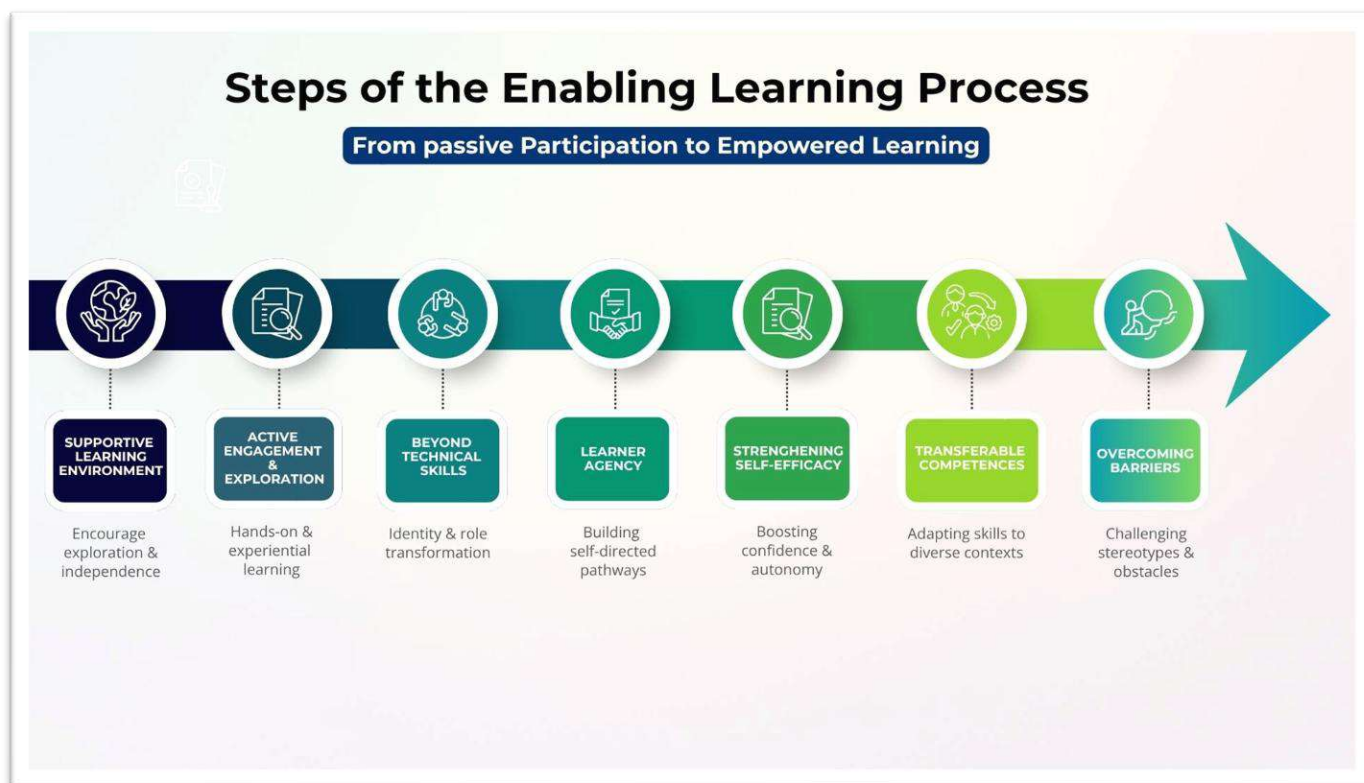 Steps of the Enabling Learning Process
From passive Participation to Empowered Learning
SUPPORTIVE
LEARNING
ENVIRONMENT
Encourage
exploration &
independence
ACTIVE
ENGAGEMENT
&
EXPLORATION
Hands-on &
experiential
learning
BEYOND
TECHNICAL
SKILLS
Identity & role
transformation
LEARNER
AGENCY
Building
self-directed
pathways
STRENGHENING
SELF-EFFICACY
Boosting
confidence &
autonomy
TRANSFERABLE
COMPETENCES
Adapting skills to
diverse contexts
OVERCOMING
BARRIERS
Challenging
stereotypes &
obstacles